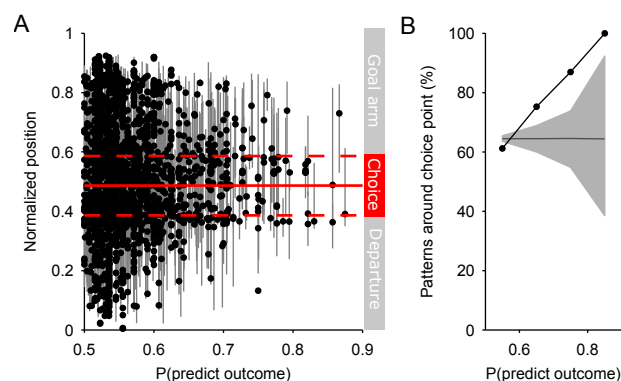 A
Normalized position
1
0.8
0.6
0.4
0.2
0
0.5
0.6
0.7
0.8
0.9
P(predict outcome)
Goal arm
Choice
Departure
B
Patterns around choice point (%)
100
80
60
40
20
0
0.6
0.8
P(predict outcome)